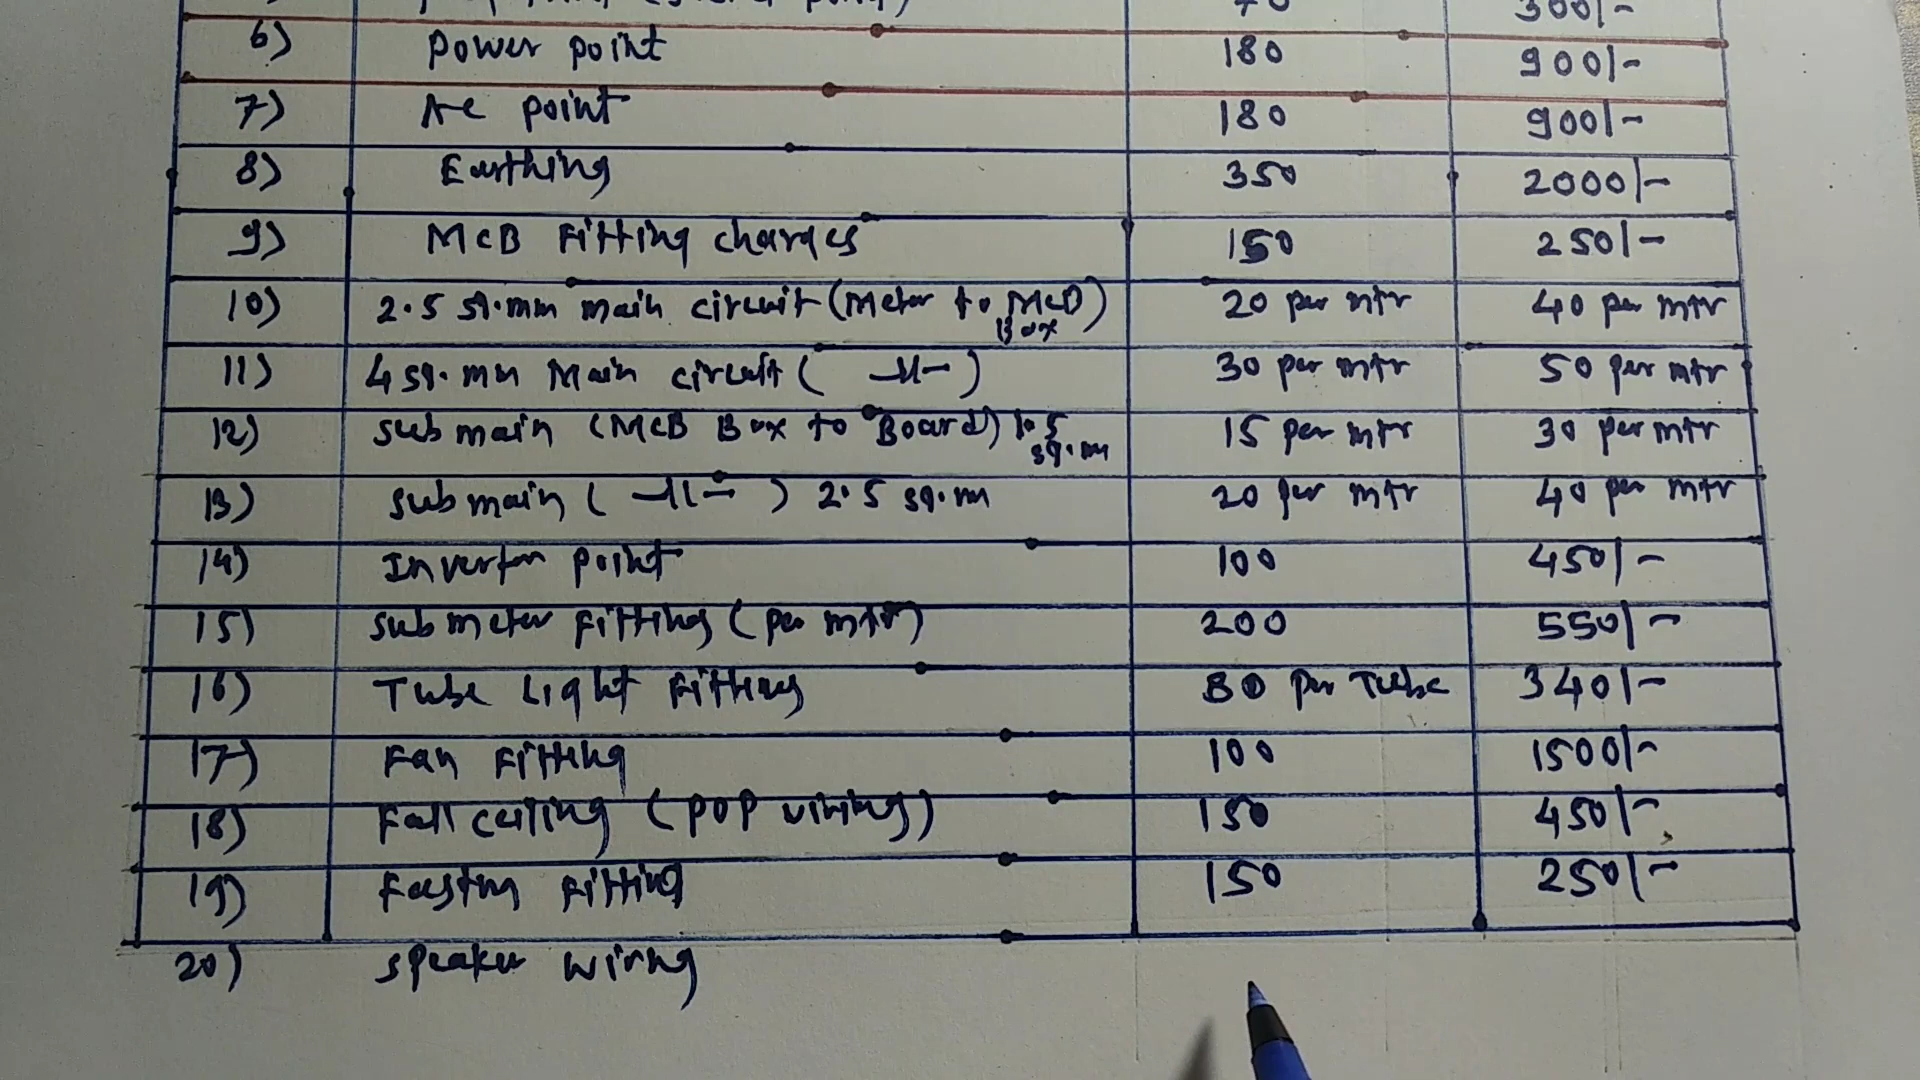 300/-
6) Power point 180 900/-
7) A-c point 180 900/-
8) Earthing 350 2000/-
9) MCB Fitting charges 150 250/-
10) 2.5 sq.mm main circuit (Meter to MCB Box) 20 per mtr 40 per mtr
11) 4 sq.mm Main circuit ( -11- ) 30 per mtr 50 per mtr
12) sub main (MCB Box to Board) 1.5 sq.mm 15 per mtr 30 per mtr
13) sub main ( -11- ) 2.5 sq.m 20 per mtr 40 per mtr
14) Inverter point 100 450/-
15) sub meter Fitting (per mtr) 200 550/-
16) Tube Light Fitting 80 per Tube 340/-
17) Fan Fitting 100 1500/-
18) Fall ceiling (POP wiring) 150 450/-
19) Fitting 150 250/-
20) speaker wiring